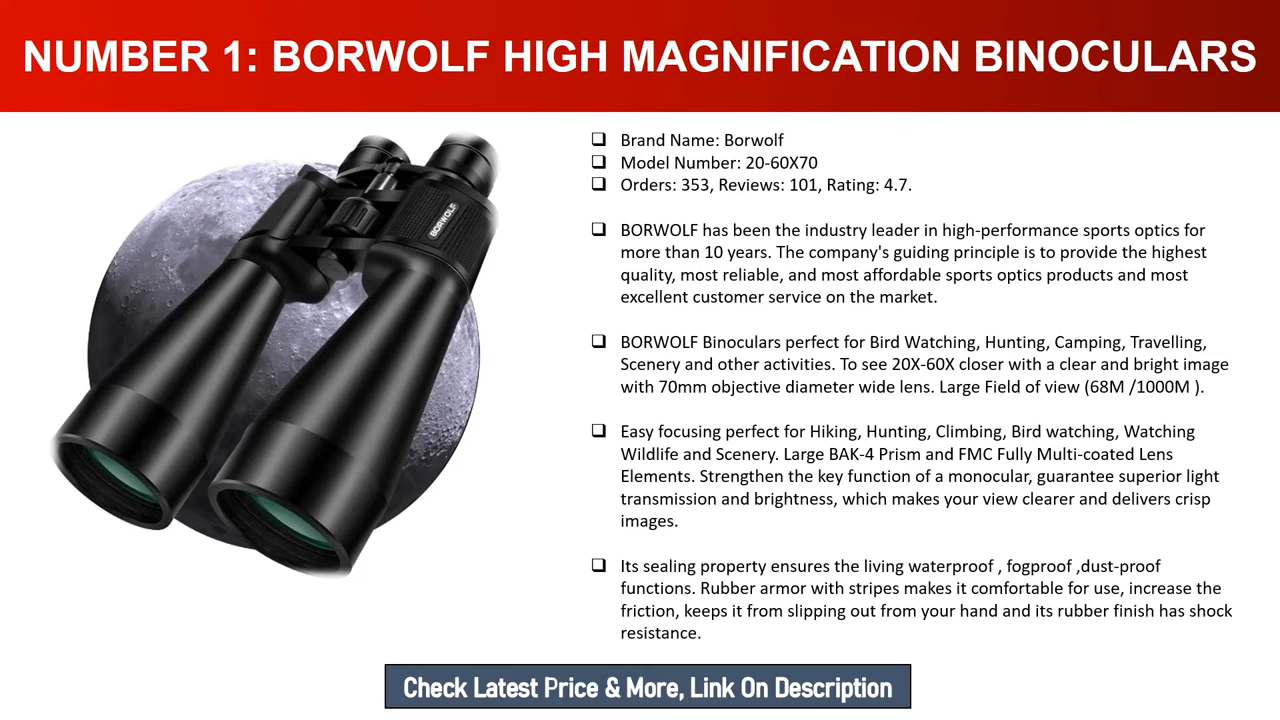 NUMBER 1: BORWOLF HIGH MAGNIFICATION BINOCULARS
BORWOLF
Brand Name: Borwolf
Model Number: 20-60X70
Orders: 353, Reviews: 101, Rating: 4.7.
BORWOLF has been the industry leader in high-performance sports optics for
more than 10 years. The company's guiding principle is to provide the highest
quality, most reliable, and most affordable sports optics products and most
excellent customer service on the market.
BORWOLF Binoculars perfect for Bird Watching, Hunting, Camping, Travelling,
Scenery and other activities. To see 20X-60X closer with a clear and bright image
with 70mm objective diameter wide lens. Large Field of view (68M /1000M ).
Easy focusing perfect for Hiking, Hunting, Climbing, Bird watching, Watching
Wildlife and Scenery. Large BAK-4 Prism and FMC Fully Multi-coated Lens
Elements. Strengthen the key function of a monocular, guarantee superior light
transmission and brightness, which makes your view clearer and delivers crisp
images.
Its sealing property ensures the living waterproof , fogproof ,dust-proof
functions. Rubber armor with stripes makes it comfortable for use, increase the
friction, keeps it from slipping out from your hand and its rubber finish has shock
resistance.
Check Latest Price & More, Link On Description